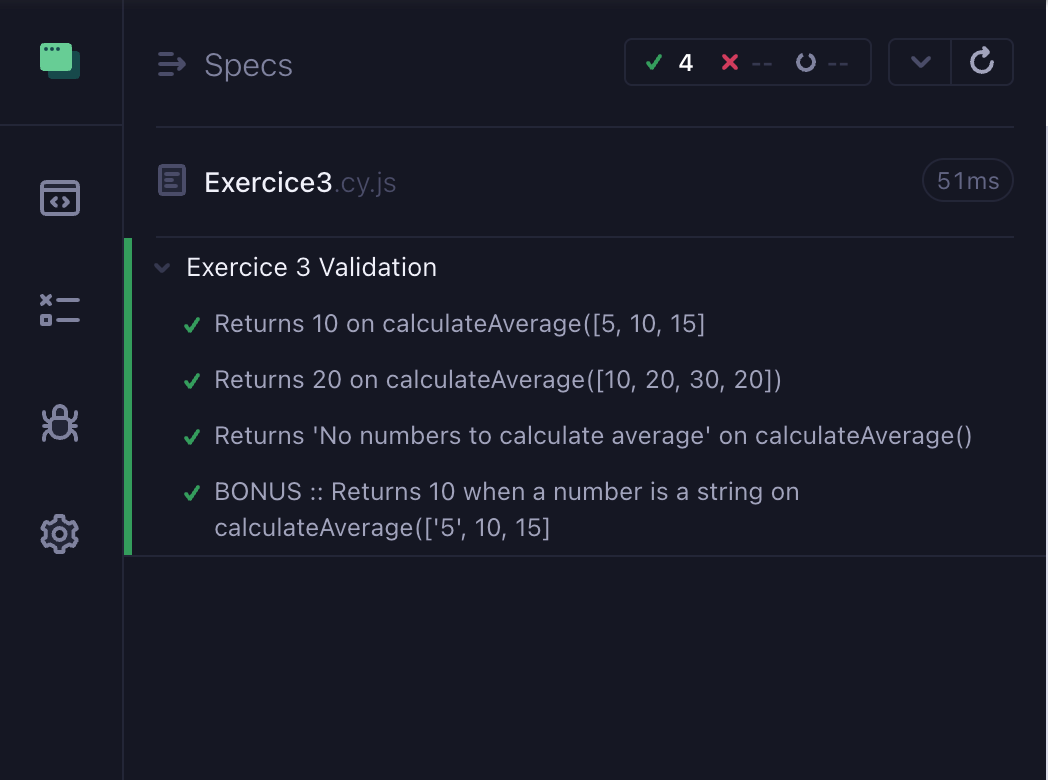 Specs
4 -- --
Exercice3.cy.js
51ms
Exercice 3 Validation
Returns 10 on calculateAverage([5, 10, 15]
Returns 20 on calculateAverage([10, 20, 30, 20])
Returns 'No numbers to calculate average' on calculateAverage()
BONUS :: Returns 10 when a number is a string on
calculateAverage(['5', 10, 15]